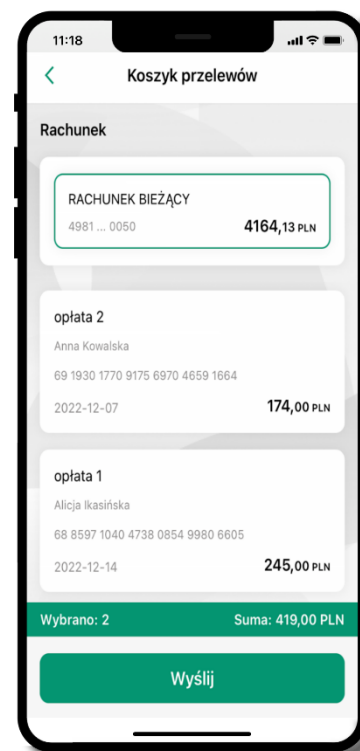 11:18
Koszyk przelewów
Rachunek
RACHUNEK BIEŻĄCY
4981 ... 0050 4164,13 PLN
opłata 2
Anna Kowalska
69 1930 1770 9175 6970 4659 1664
2022-12-07 174,00 PLN
opłata 1
Alicja Ikasińska
68 8597 1040 4738 0854 9980 6605
2022-12-14 245,00 PLN
Wybrano: 2 Suma: 419,00 PLN
Wyślij